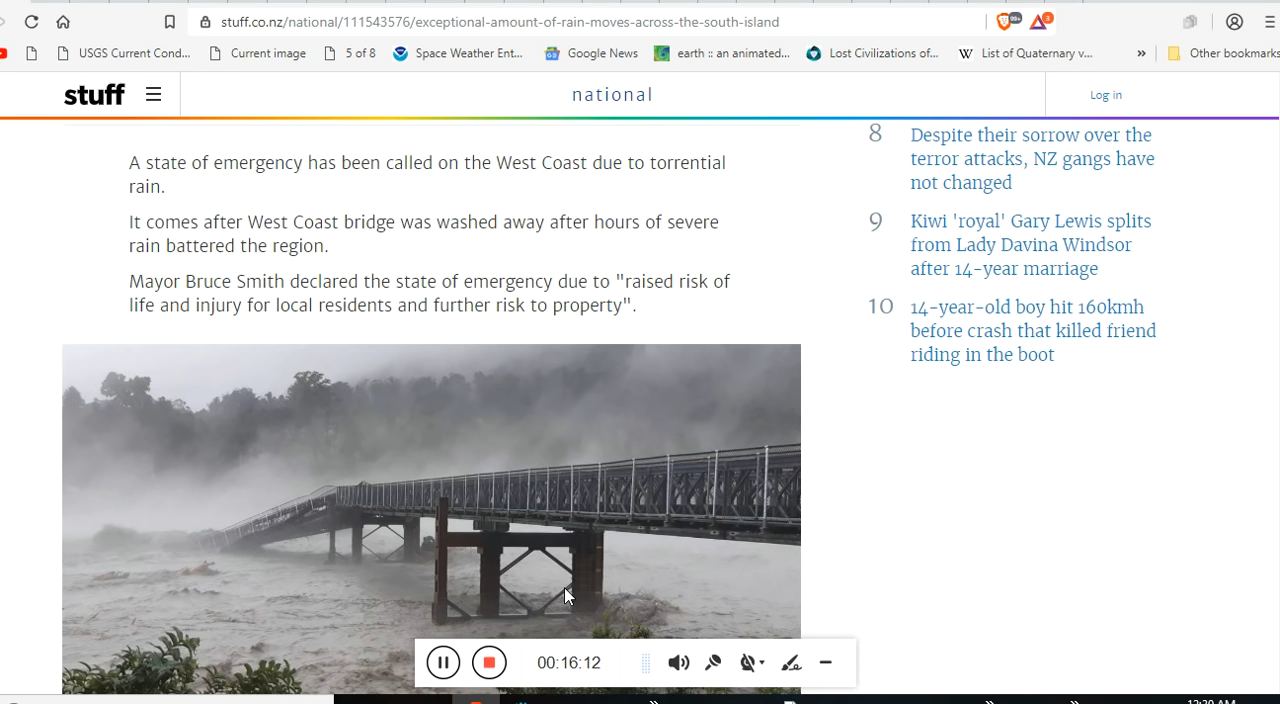 stuff.co.nz/national/111543576/exceptional-amount-of-rain-moves-across-the-south-island
99+
3
USGS Current Cond...
Current image
5 of 8
Space Weather Ent...
Google News
earth :: an animated...
Lost Civilizations of...
W
List of Quaternary v...
»
Other bookmarks
stuff
national
Log in
A state of emergency has been called on the West Coast due to torrential
rain.
It comes after West Coast bridge was washed away after hours of severe
rain battered the region.
Mayor Bruce Smith declared the state of emergency due to "raised risk of
life and injury for local residents and further risk to property".
8
Despite their sorrow over the
terror attacks, NZ gangs have
not changed
9
Kiwi 'royal' Gary Lewis splits
from Lady Davina Windsor
after 14-year marriage
10
14-year-old boy hit 160kmh
before crash that killed friend
riding in the boot
00:16:12